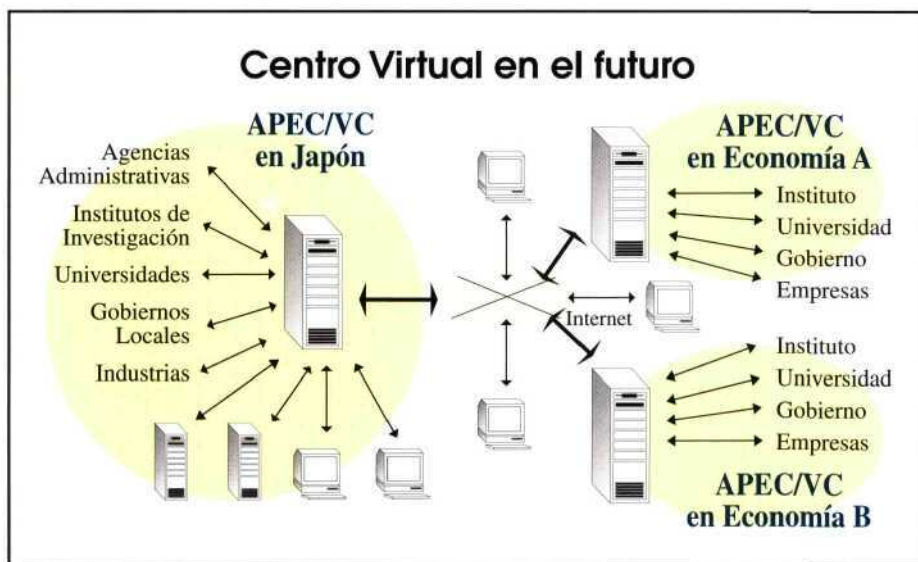 Centro Virtual en el futuro
APEC/VC
en Japón
Agencias
Administrativas
Institutos de
Investigación
Universidades
Gobiernos
Locales
Industrias
Internet
APEC/VC
en Economía A
Instituto
Universidad
Gobierno
Empresas
Instituto
Universidad
Gobierno
Empresas
APEC/VC
en Economía B